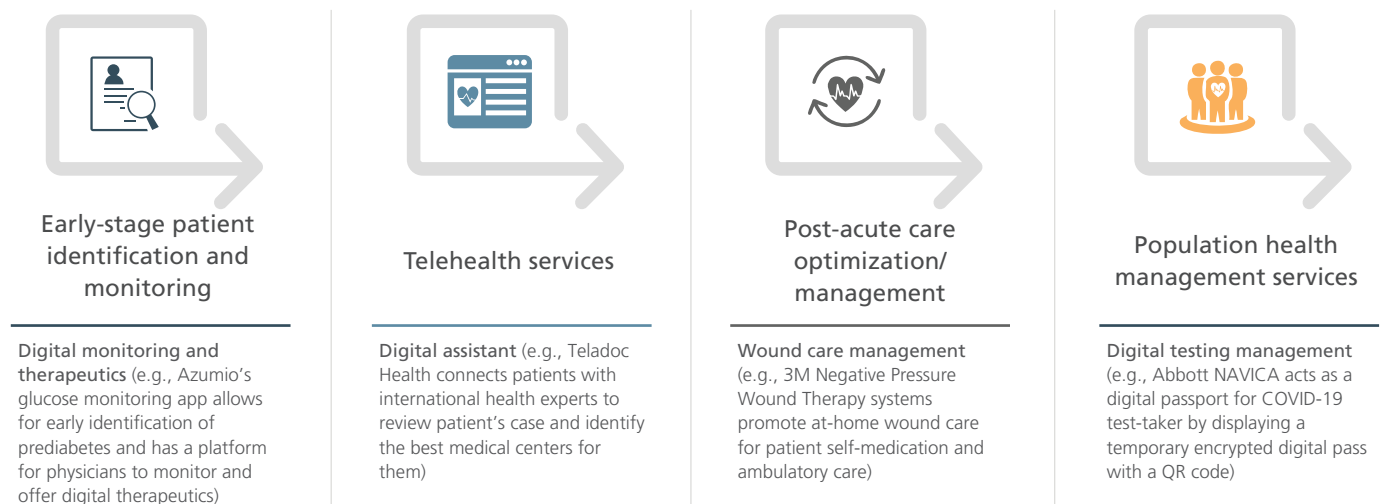 Early-stage patient
identification and
monitoring
Digital monitoring and
therapeutics (e.g., Azumio's
glucose monitoring app allows
for early identification of
prediabetes and has a platform
for physicians to monitor and
offer digital therapeutics)
Telehealth services
Digital assistant (e.g., Teladoc
Health connects patients with
international health experts to
review patient's case and identify
the best medical centers for
them)
Post-acute care
optimization/
management
Wound care management
(e.g., 3M Negative Pressure
Wound Therapy systems
promote at-home wound care
for patient self-medication and
ambulatory care)
Population health
management services
Digital testing management
(e.g., Abbott NAVICA acts as a
digital passport for COVID-19
test-taker by displaying a
temporary encrypted digital pass
with a QR code)